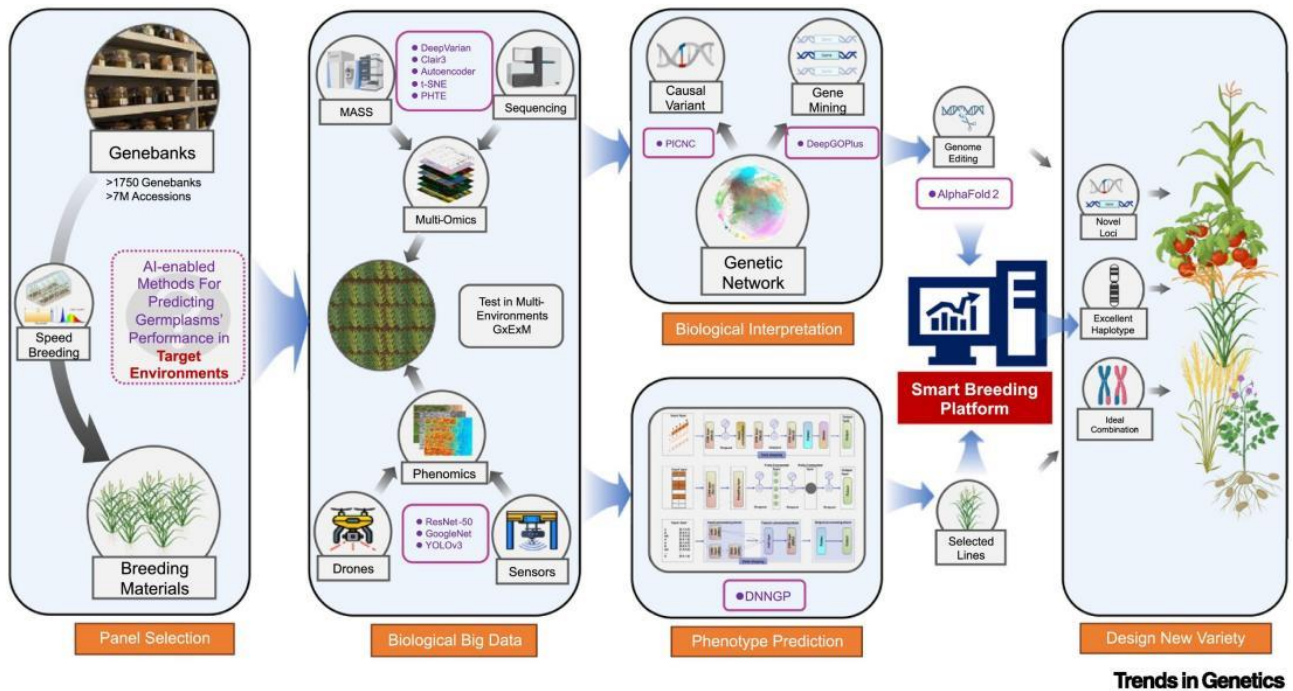 Genebanks
>1750 Genebanks
>7M Accessions
AI-enabled
Methods For
Predicting
Germplasms'
Performance in
Target
Environments
Speed
Breeding
Breeding
Materials
Panel Selection
DeepVarian
Clair3
Autoencoder
t-SNE
PHTE
MASS
Sequencing
Multi-Omics
Test in Multi-
Environments
GxExM
Phenomics
ResNet-50
GoogleNet
YOLOv3
Drones
Sensors
Biological Big Data
Causal
Variant
Gene
Mining
PICNC
DeepGOPlus
Genetic
Network
Biological Interpretation
DNNGP
Phenotype Prediction
Genome
Editing
AlphaFold 2
Smart Breeding
Platform
Selected
Lines
Novel
Loci
Excellent
Haplotype
Ideal
Combination
Design New Variety
Trends in Genetics